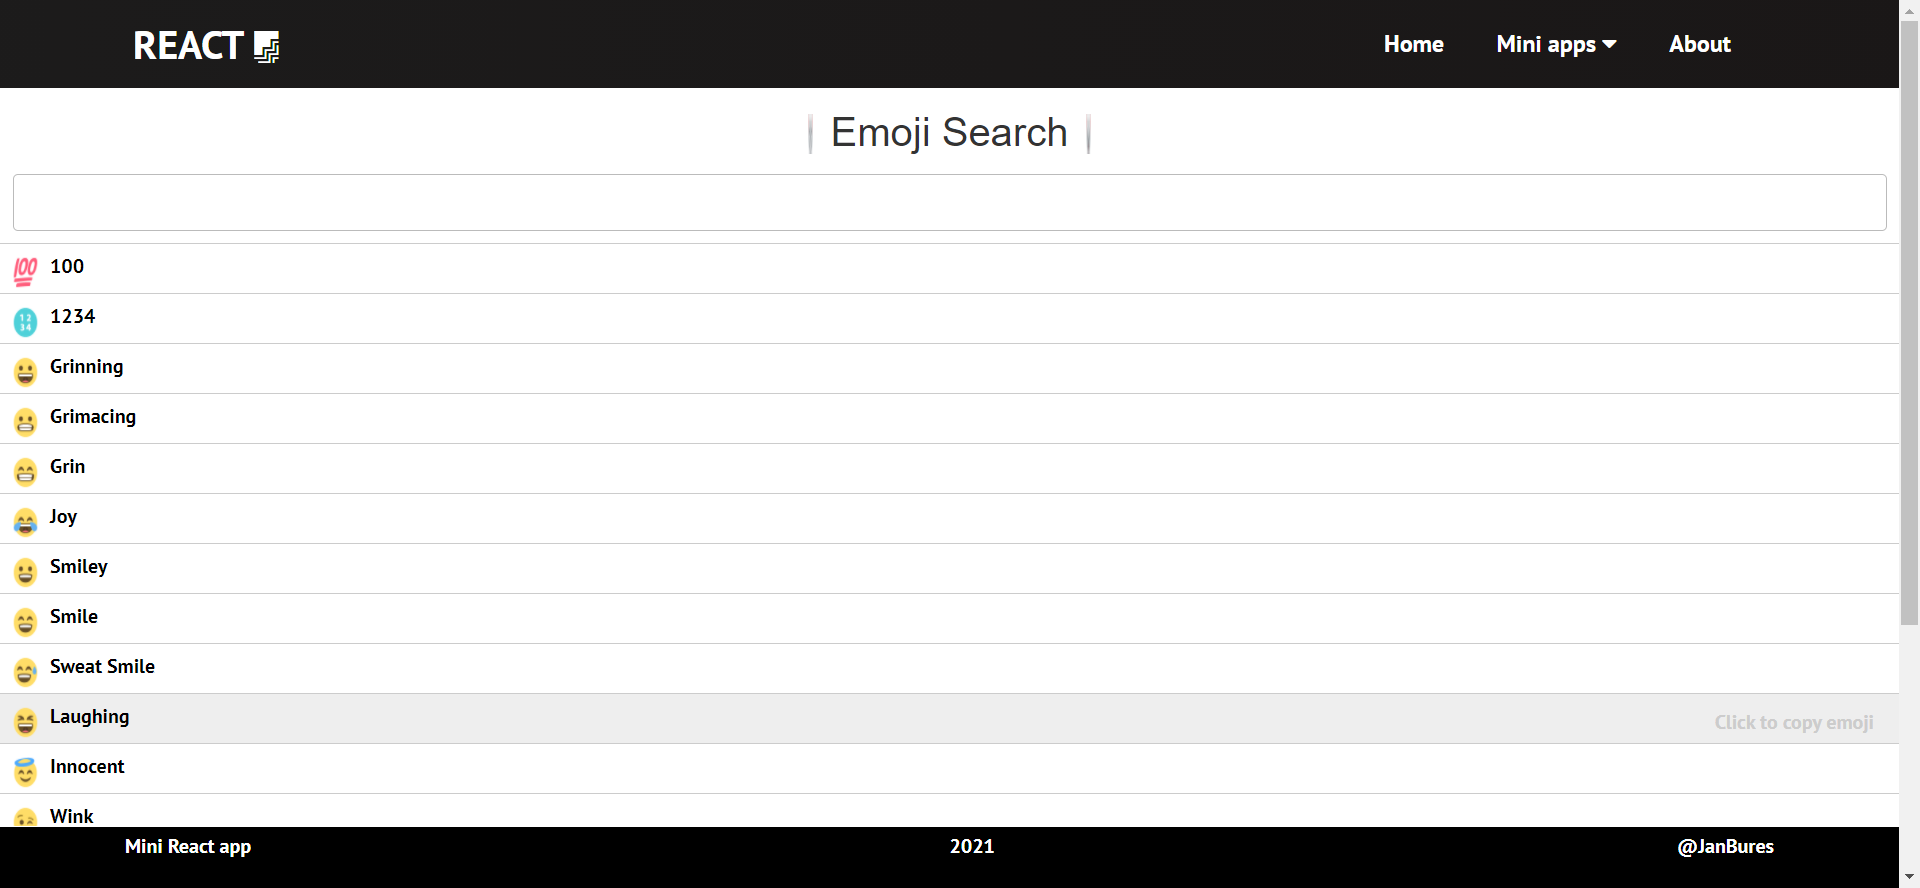 REACT
Home
Mini apps
About
Emoji Search
100
1234
Grinning
Grimacing
Grin
Joy
Smiley
Smile
Sweat Smile
Laughing
Click to copy emoji
Innocent
Wink
Mini React app
2021
@JanBures